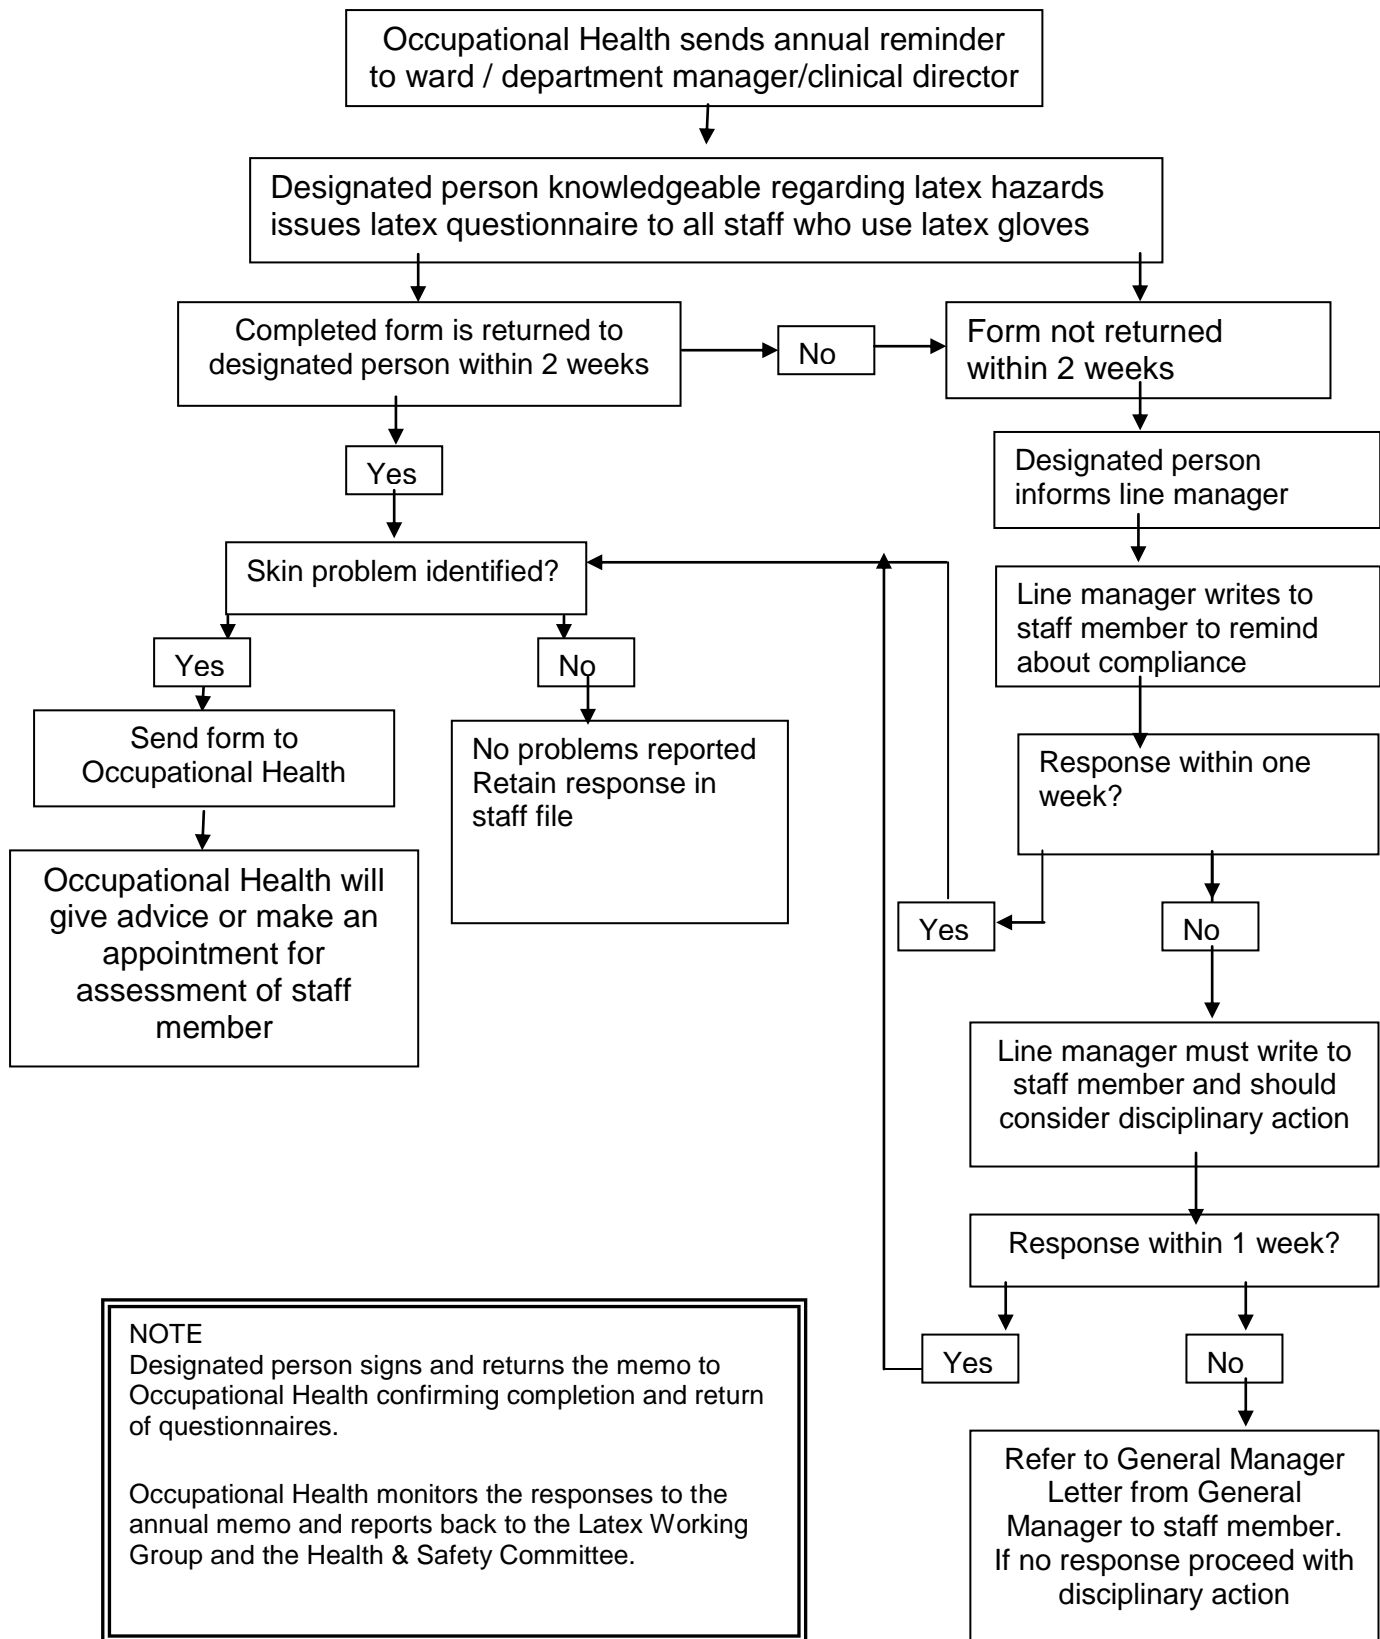 Occupational Health sends annual reminder
to ward / department manager/clinical director
Designated person knowledgeable regarding latex hazards
issues latex questionnaire to all staff who use latex gloves
Completed form is returned to
designated person within 2 weeks
No
Form not returned
within 2 weeks
Yes
Designated person
informs line manager
Skin problem identified?
Line manager writes to
staff member to remind
about compliance
Yes
No
Send form to
Occupational Health
No problems reported
Retain response in
staff file
Response within one
week?
Occupational Health will
give advice or make an
appointment for
assessment of staff
member
Yes
No
Line manager must write to
staff member and should
consider disciplinary action
Response within 1 week?
Yes
No
NOTE
Designated person signs and returns the memo to
Occupational Health confirming completion and return
of questionnaires.
Occupational Health monitors the responses to the
annual memo and reports back to the Latex Working
Group and the Health & Safety Committee.
Refer to General Manager
Letter from General
Manager to staff member.
If no response proceed with
disciplinary action